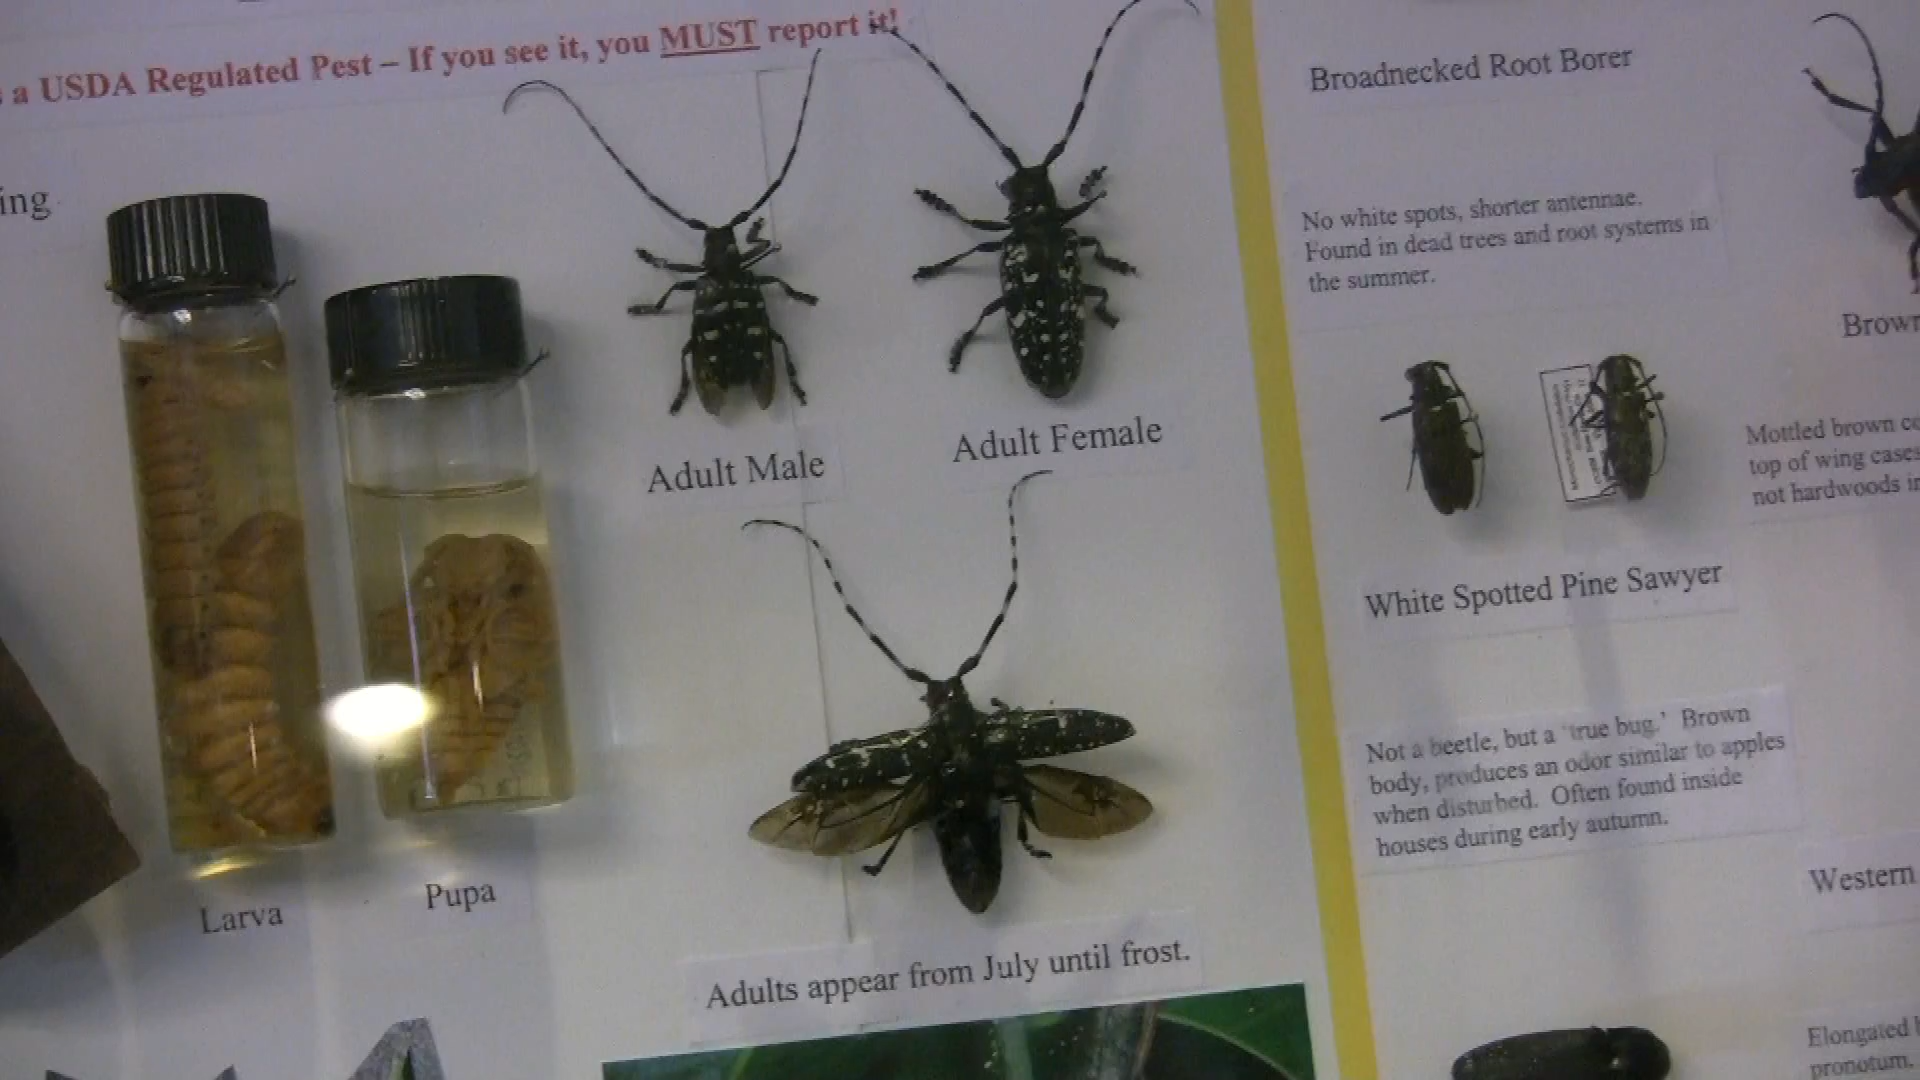 a USDA Regulated Pest – If you see it, you MUST report it!
ing
Adult Male
Adult Female
Larva
Pupa
Adults appear from July until frost.
Broadnecked Root Borer
No white spots, shorter antennae.
Found in dead trees and root systems in
the summer.
Brown
White Spotted Pine Sawyer
Mottled brown
top of wing cases
not hardwoods
Not a beetle, but a 'true bug.' Brown
body, produces an odor similar to apples
when disturbed. Often found inside
houses during early autumn.
Western
Elongated
pronotum.